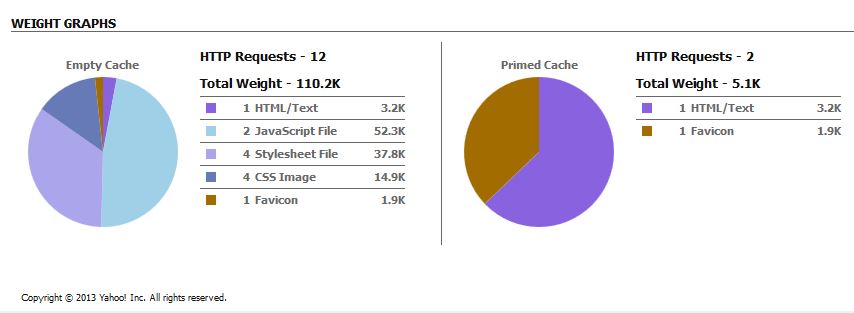 WEIGHT GRAPHS
Empty Cache
HTTP Requests - 12
Total Weight - 110.2K
1 HTML/Text 3.2K
2 JavaScript File 52.3K
4 Stylesheet File 37.8K
4 CSS Image 14.9K
1 Favicon 1.9K
Primed Cache
HTTP Requests - 2
Total Weight - 5.1K
1 HTML/Text 3.2K
1 Favicon 1.9K
Copyright © 2013 Yahoo! Inc. All rights reserved.